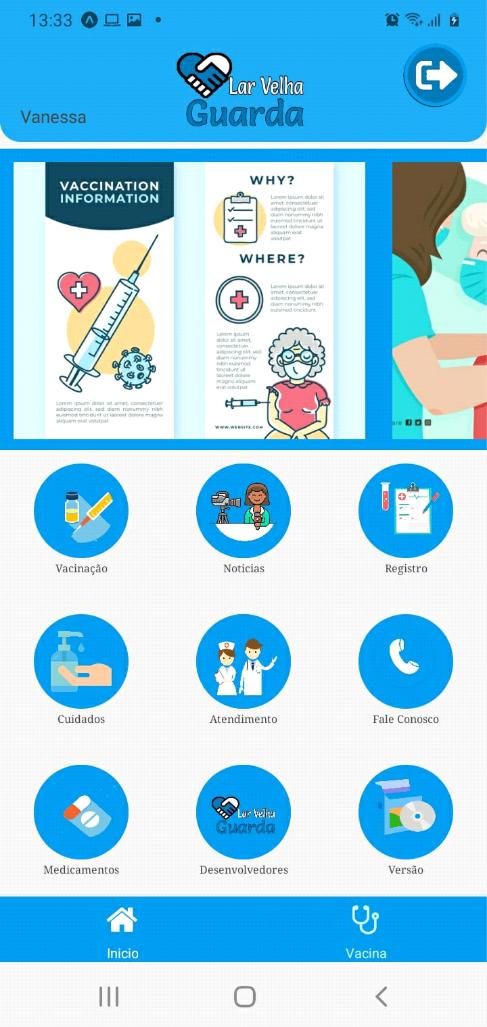 13:33
Lar Velha
Guarda
Vanessa
VACCINATION
INFORMATION
WHY?
Lorem ipsum dolor sit
amet, consectetuer
adipiscing elit, sed
diam nonummy nibh
euismod tincidunt
ut laoreet dolore
magna aliquam
erat volutpat
WHERE?
Lorem ipsum dolor sit
amet, consectetuer
adipiscing elit, sed
diam nonummy nibh
Lorem ipsum
dolor sit amet,
consectetuer
adipiscing elit,
sed diam
nonummy nibh
euismod
tincidunt ut
laoreet dolore
magna aliquam
erat volutpat
Lorem ipsum dolor sit amet, consectetuer
adipiscing elit, sed diam nonummy nibh
euismod tincidunt ut laoreet dolore magna
WWW.WEBSITE.COM
are
Vacinação
Noticias
Registro
Cuidados
Atendimento
Fale Conosco
Lar Velha
Guarda
Medicamentos
Desenvolvedores
Versão
Inicio
Vacina